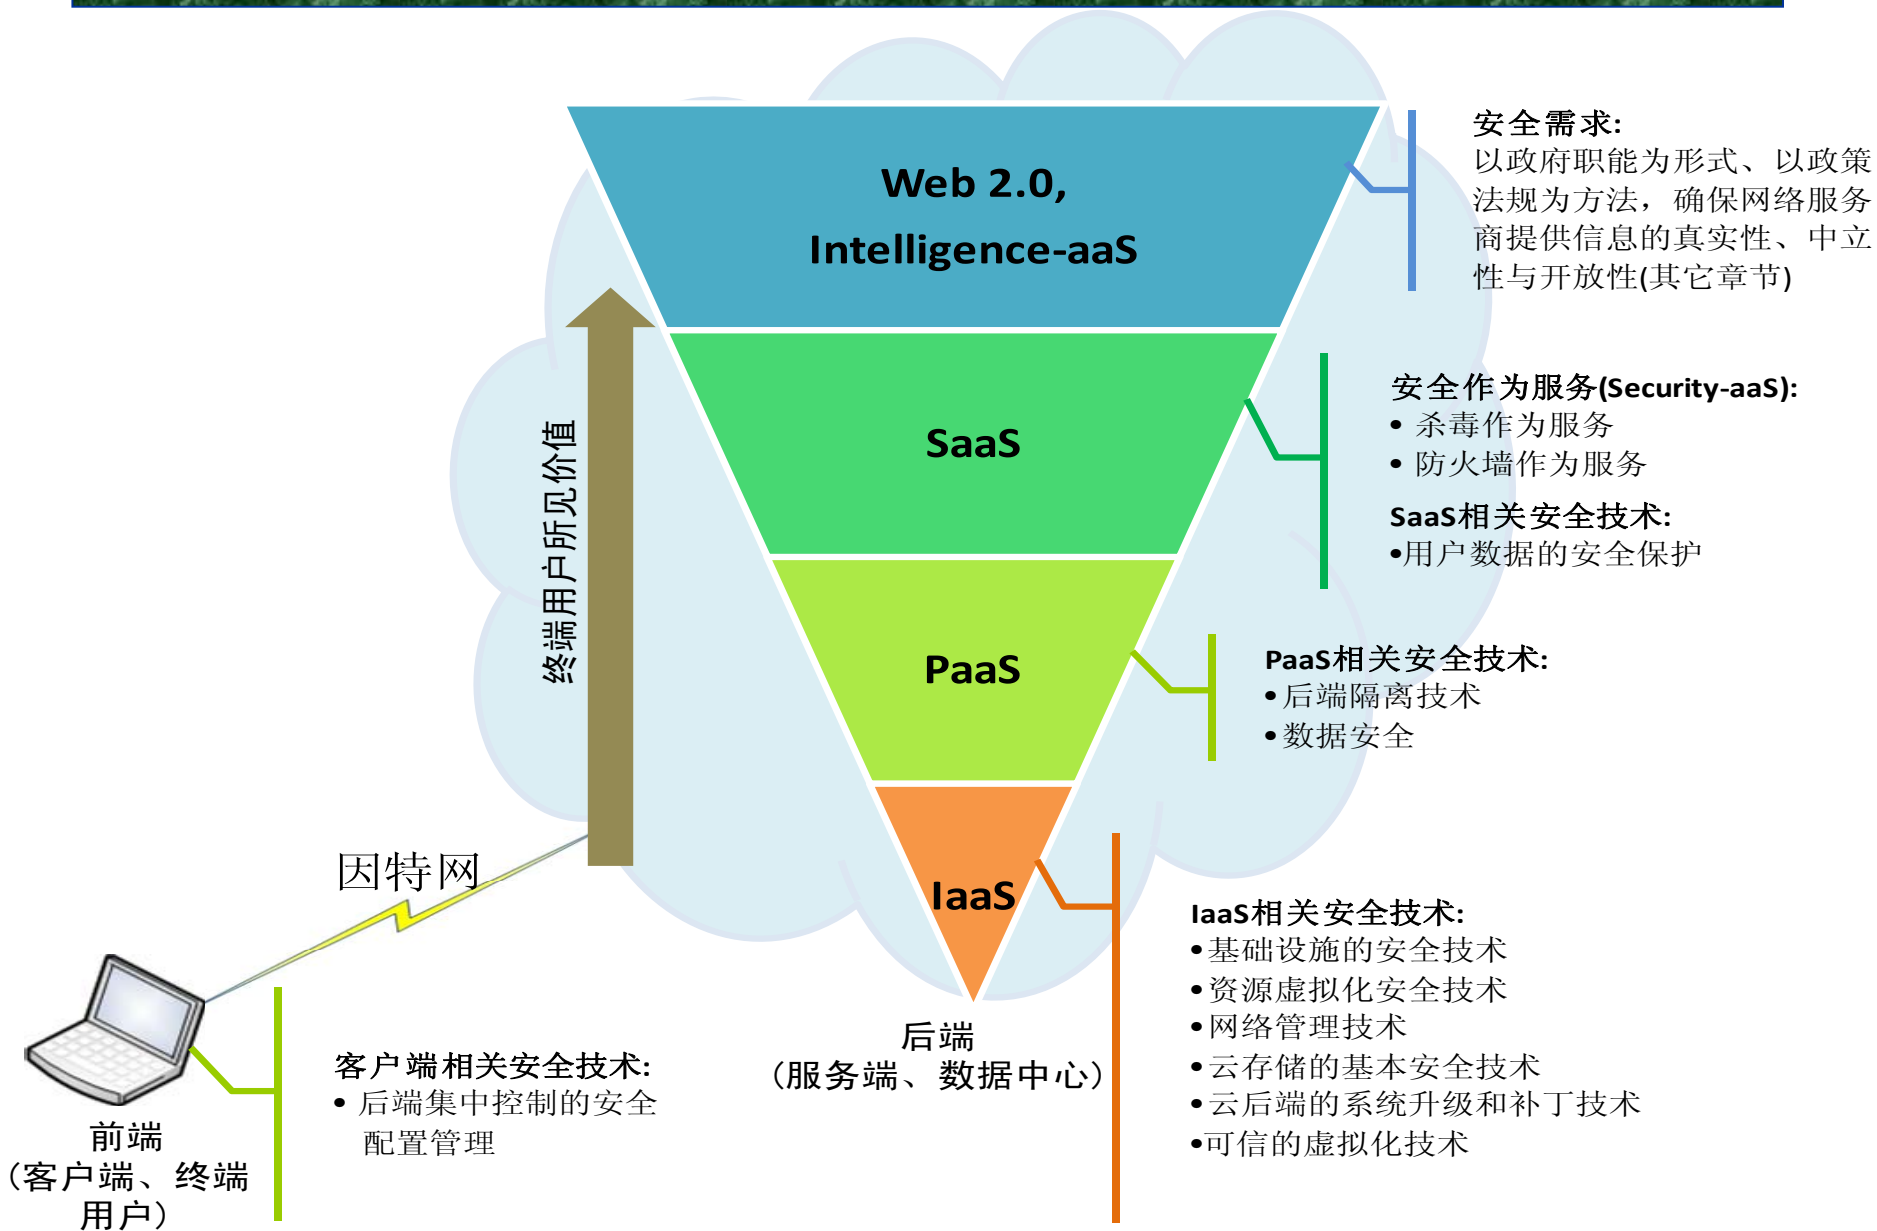 Web 2.0,
Intelligence-aaS
SaaS
PaaS
IaaS
终端用户所见价值
安全需求:
以政府职能为形式、以政策
法规为方法，确保网络服务
商提供信息的真实性、中立
性与开放性(其它章节)
安全作为服务(Security-aaS):
• 杀毒作为服务
• 防火墙作为服务
SaaS相关安全技术:
•用户数据的安全保护
PaaS相关安全技术:
•后端隔离技术
•数据安全
IaaS相关安全技术:
•基础设施的安全技术
•资源虚拟化安全技术
•网络管理技术
•云存储的基本安全技术
•云后端的系统升级和补丁技术
•可信的虚拟化技术
后端
（服务端、数据中心）
因特网
客户端相关安全技术:
• 后端集中控制的安全
配置管理
前端
（客户端、终端
用户）